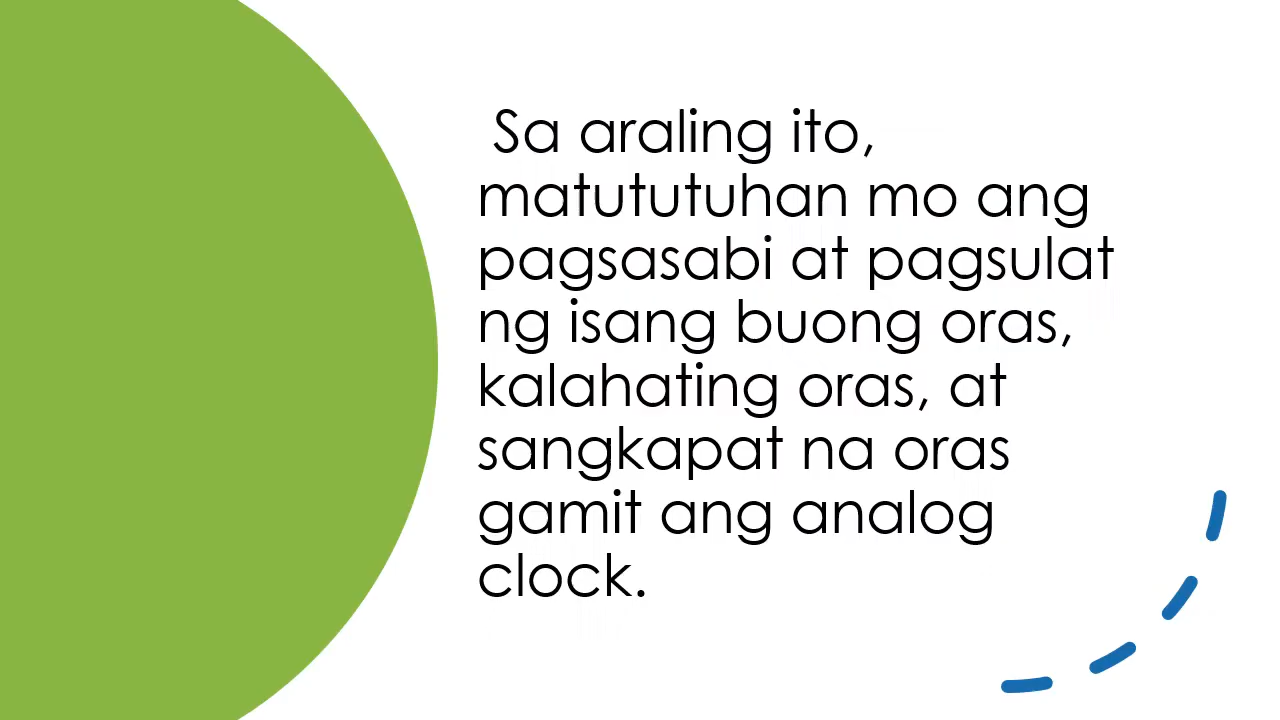 Sa araling ito,
matututuhan mo ang
pagsasabi at pagsulat
ng isang buong oras,
kalahating oras, at
sangkapat na oras
gamit ang analog
clock.